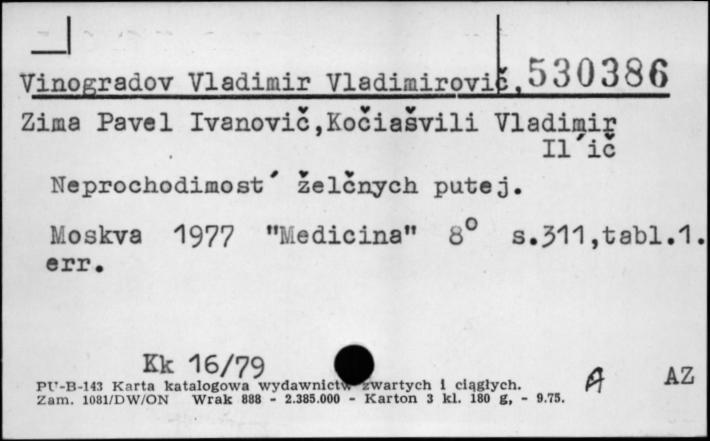 Vinogradov Vladimir Vladimirovič, 530386
Zima Pavel Ivanovič,Kočiašvili Vladimir
Il´ič
Neprochodimost´ želčnych putej.
Moskva 1977 "Medicina" 8° s.311,tabl.1.
err.
Kk 16/79
PU-B-143 Karta katalogowa wydawnictw zwartych i ciągłych.
A AZ
Zam. 1081/DW/ON Wrak 888 - 2.385.000 - Karton 3 kl. 180 g, - 9.75.